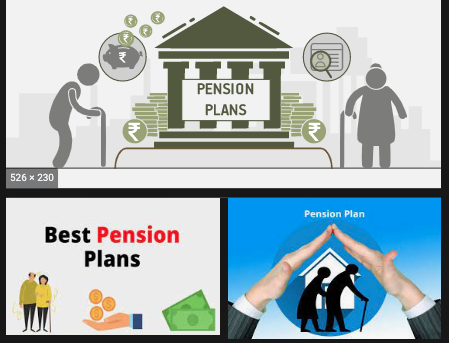 PENSION
PLANS
526 × 230
Best Pension
Plans
Pension Plan